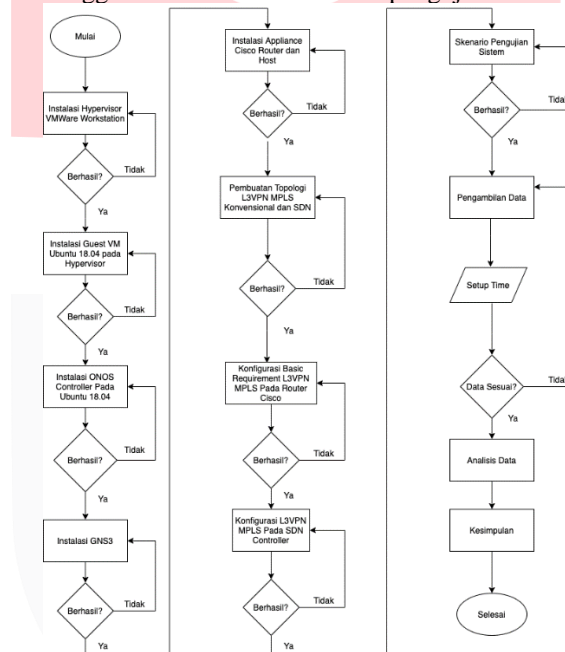 Mulai
Instalasi Hypervisor
VMWare Workstation
Berhasil?
Tidak
Ya
Instalasi Guest VM
Ubuntu 18.04 pada
Hypervisor
Berhasil?
Tidak
Ya
Instalasi ONOS
Controller Pada
Ubuntu 18.04
Berhasil?
Tidak
Ya
Instalasi GNS3
Berhasil?
Tidak
Ya
Instalasi Appliance
Cisco Router dan
Host
Berhasil?
Tidak
Ya
Pembuatan Topologi
L3VPN MPLS
Konvensional dan SDN
Berhasil?
Tidak
Ya
Konfigurasi Basic
Requirement L3VPN
MPLS Pada Router
Cisco
Berhasil?
Tidak
Ya
Konfigurasi L3VPN
MPLS Pada SDN
Controller
Berhasil?
Tidak
Ya
Skenario Pengujian
Sistem
Berhasil?
Ya
Pengambilan Data
Setup Time
Data Sesuai?
Ya
Analisis Data
Kesimpulan
Selesai